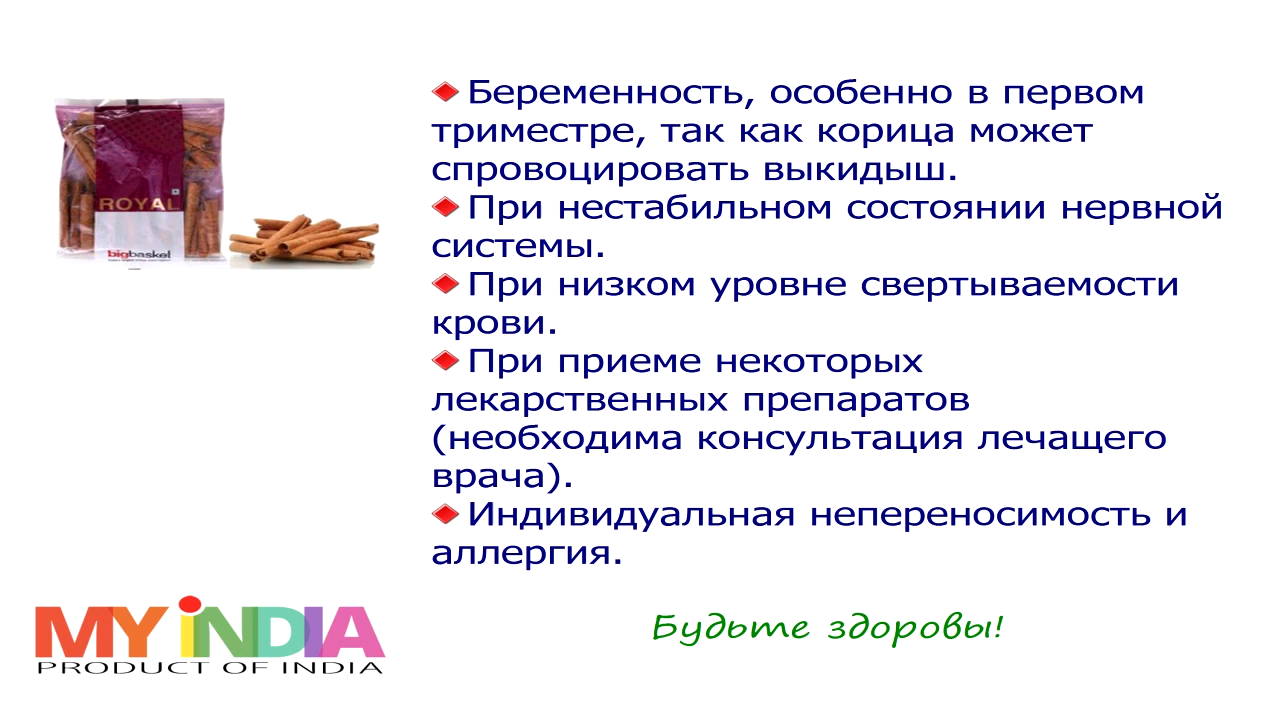 Беременность, особенно в первом
триместре, так как корица может
спровоцировать выкидыш.
При нестабильном состоянии нервной
системы.
При низком уровне свертываемости
крови.
При приеме некоторых
лекарственных препаратов
(необходима консультация лечащего
врача).
Индивидуальная непереносимость и
аллергия.
Будьте здоровы!
ROYAL
bigbasket
MY iNDIA
PRODUCT OF INDIA